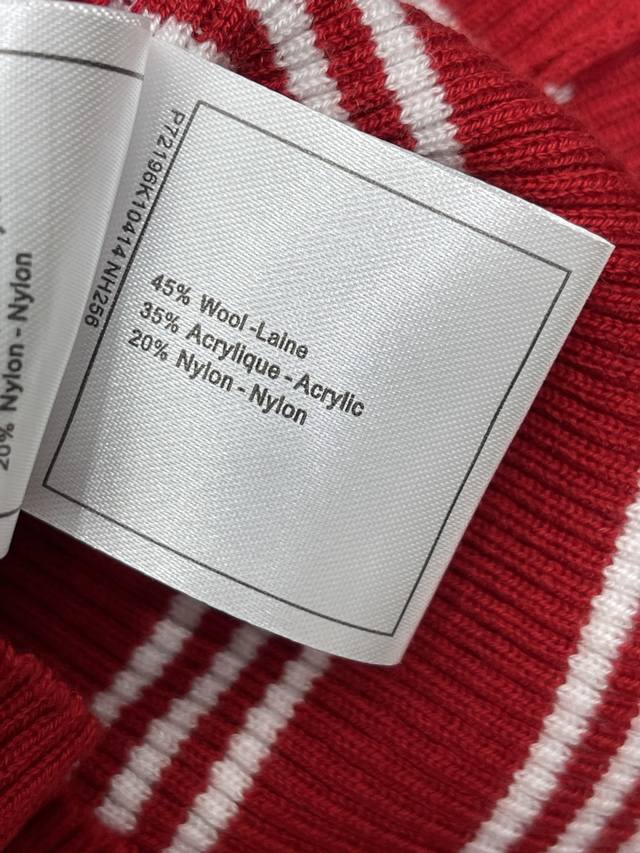 P72196K10414 NH256
45% Wool -Laine
35% Acrylique - Acrylic
20% Nylon - Nylon
20% Nylon - Nylon